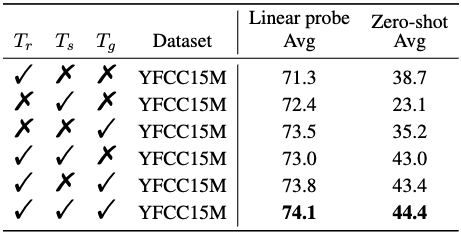 Linear probe Zero-shot
T_r T_s T_g Dataset Avg Avg
✓ ✗ ✗ YFCC15M 71.3 38.7
✗ ✓ ✗ YFCC15M 72.4 23.1
✗ ✗ ✓ YFCC15M 73.5 35.2
✓ ✓ ✗ YFCC15M 73.0 43.0
✓ ✗ ✓ YFCC15M 73.8 43.4
✓ ✓ ✓ YFCC15M 74.1 44.4